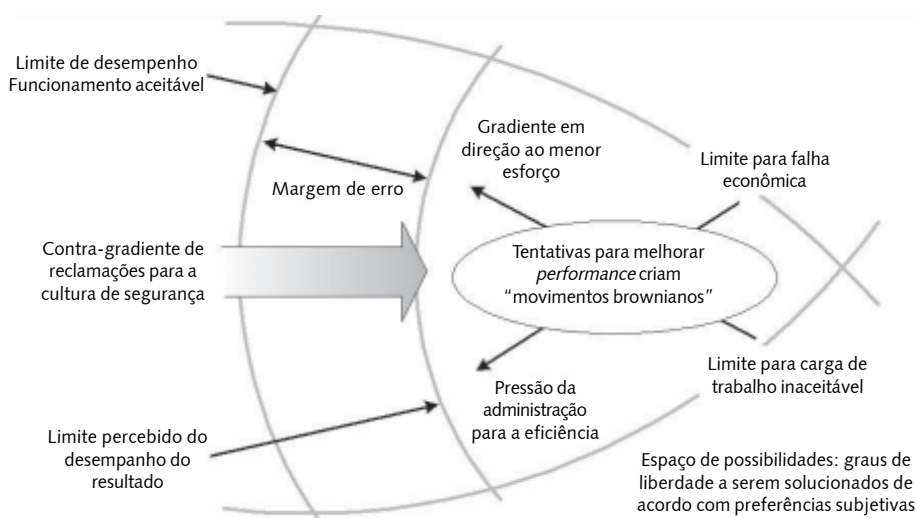 Limite de desempenho
Funcionamento aceitável
Gradiente em
direção ao menor
esforço
Limite para falha
econômica
Margem de erro
Contra-gradiente de
reclamações para a
cultura de segurança
Tentativas para melhorar
performance criam
“movimentos brownianos”
Limite para carga de
trabalho inaceitável
Pressão da
administração
para a eficiência
Limite percebido do
desempanho do
resultado
Espaço de possibilidades: graus de
liberdade a serem solucionados de
acordo com preferências subjetivas